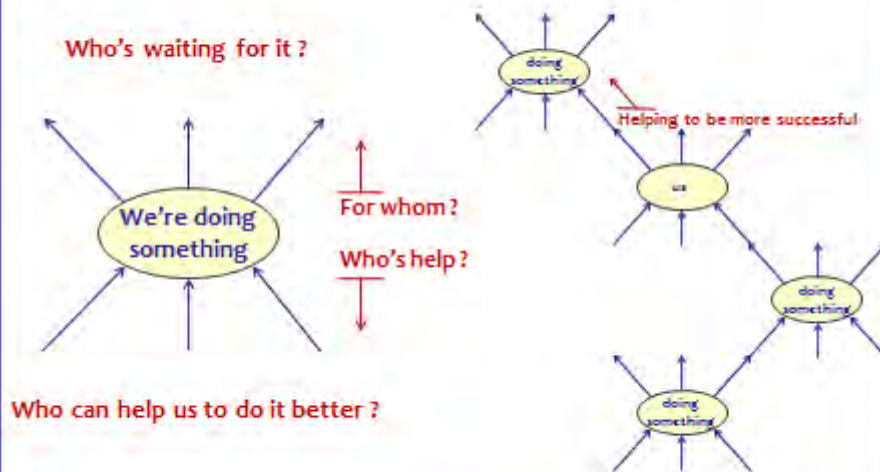 Who's waiting for it ?
We're doing
something
For whom ?
Who's help ?
Who can help us to do it better ?
doing
something
Helping to be more successful
us
doing
something
doing
something